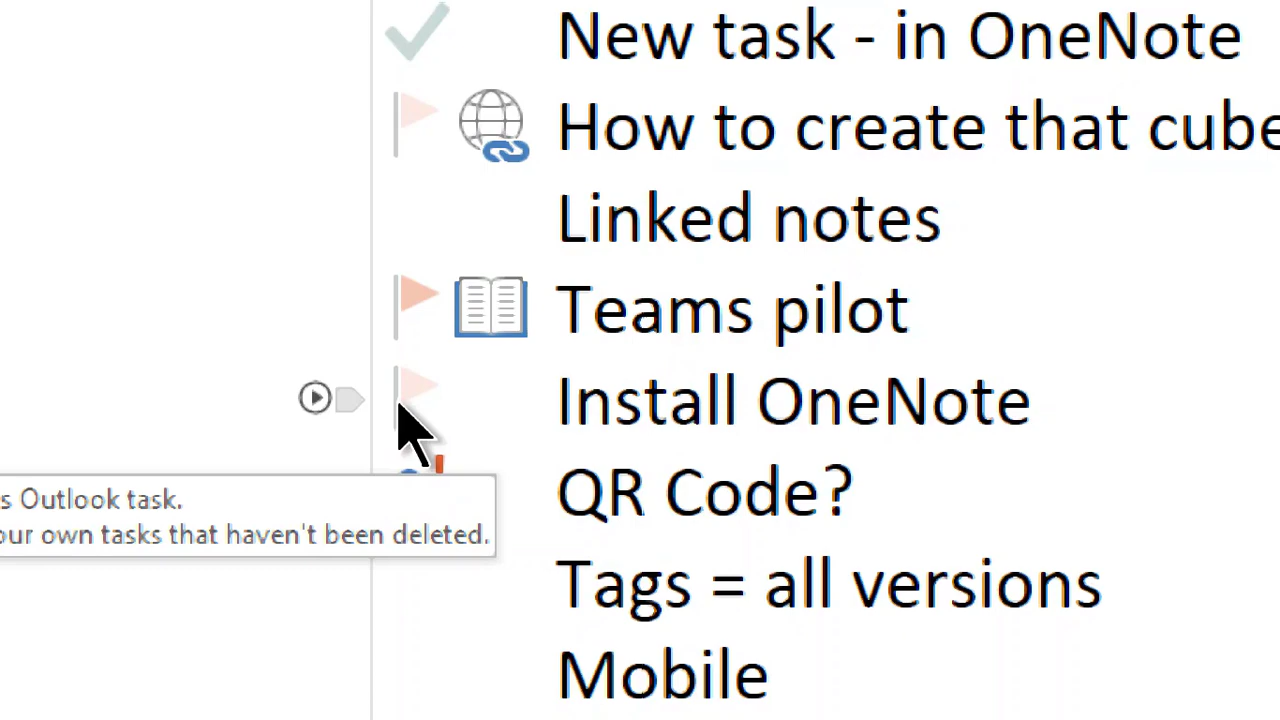 New task - in OneNote
How to create that cube
Linked notes
Teams pilot
Install OneNote
s Outlook task.
our own tasks that haven't been deleted.
QR Code?
Tags = all versions
Mobile